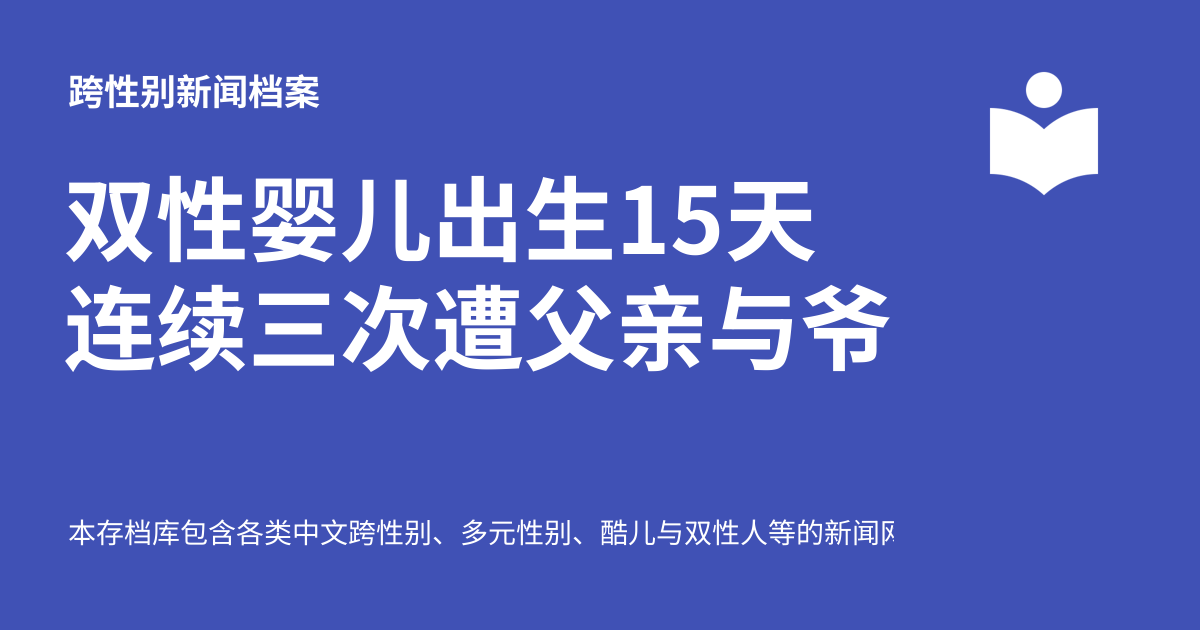 跨性别新闻档案
双性婴儿出生15天
连续三次遭父亲与爷
本存档库包含各类中文跨性别、多元性别、酷儿与双性人等的新闻